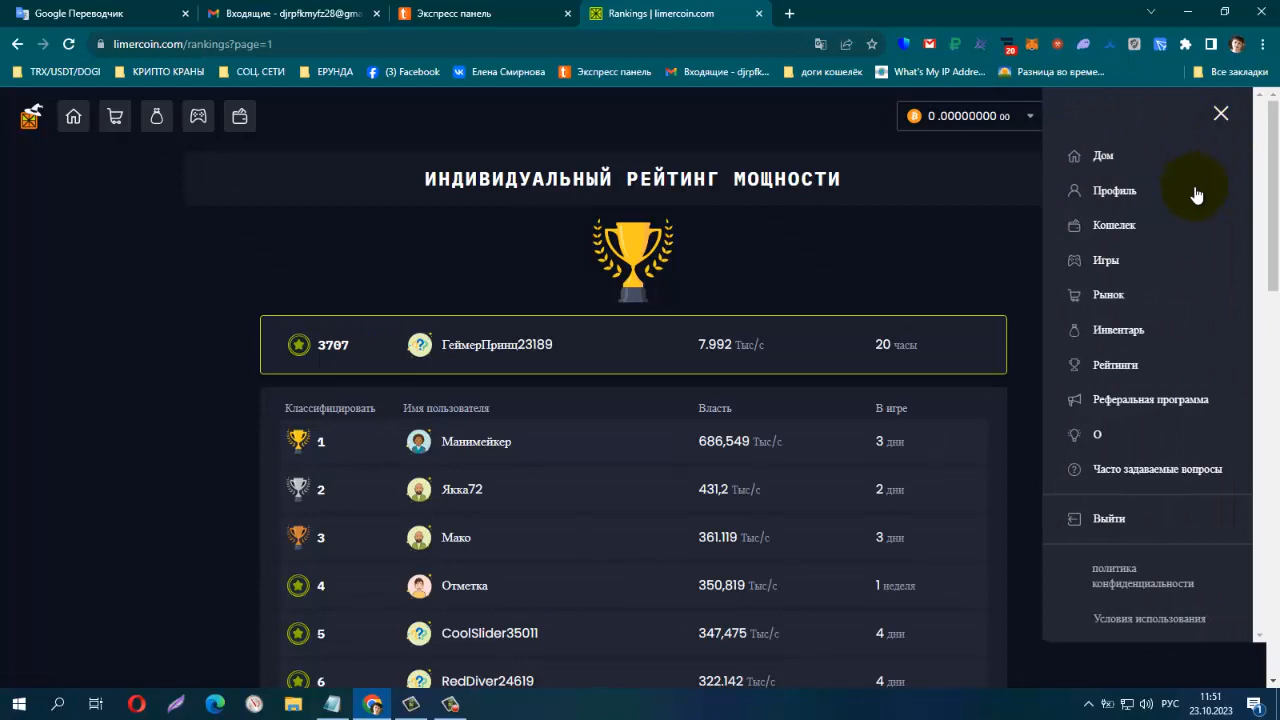 Google Переводчик
Входящие - djrpfkmyfz28@gma
Экспресс панель
Rankings | limercoin.com
limercoin.com/rankings?page=1
20
TRX/USDT/DOGI
КРИПТО КРАНЫ
СОЦ. СЕТИ
ЕРУНДА
(3) Facebook
Елена Смирнова
Экспресс панель
Входящие - djrpfk...
доги кошелёк
What's My IP Addre...
Разница во време...
Все закладки
0 .00000000 00
ИНДИВИДУАЛЬНЫЙ РЕЙТИНГ МОЩНОСТИ
3707 ГеймерПринц23189 7.992 Тыс/с 20 часы
Классифицировать Имя пользователя Власть В игре
1 Манимейкер 686,549 Тыс/с 3 дни
2 Якка72 431,2 Тыс/с 2 дни
3 Мако 361.119 Тыс/с 3 дни
4 Отметка 350,819 Тыс/с 1 неделя
5 CoolSlider35011 347,475 Тыс/с 4 дни
6 RedDiver24619 322.142 Тыс/с 4 дни
Дом
Профиль
Кошелек
Игры
Рынок
Инвентарь
Рейтинги
Реферальная программа
О
Часто задаваемые вопросы
Выйти
политика
конфиденциальности
Условия использования
РУС
11:51
23.10.2023
1